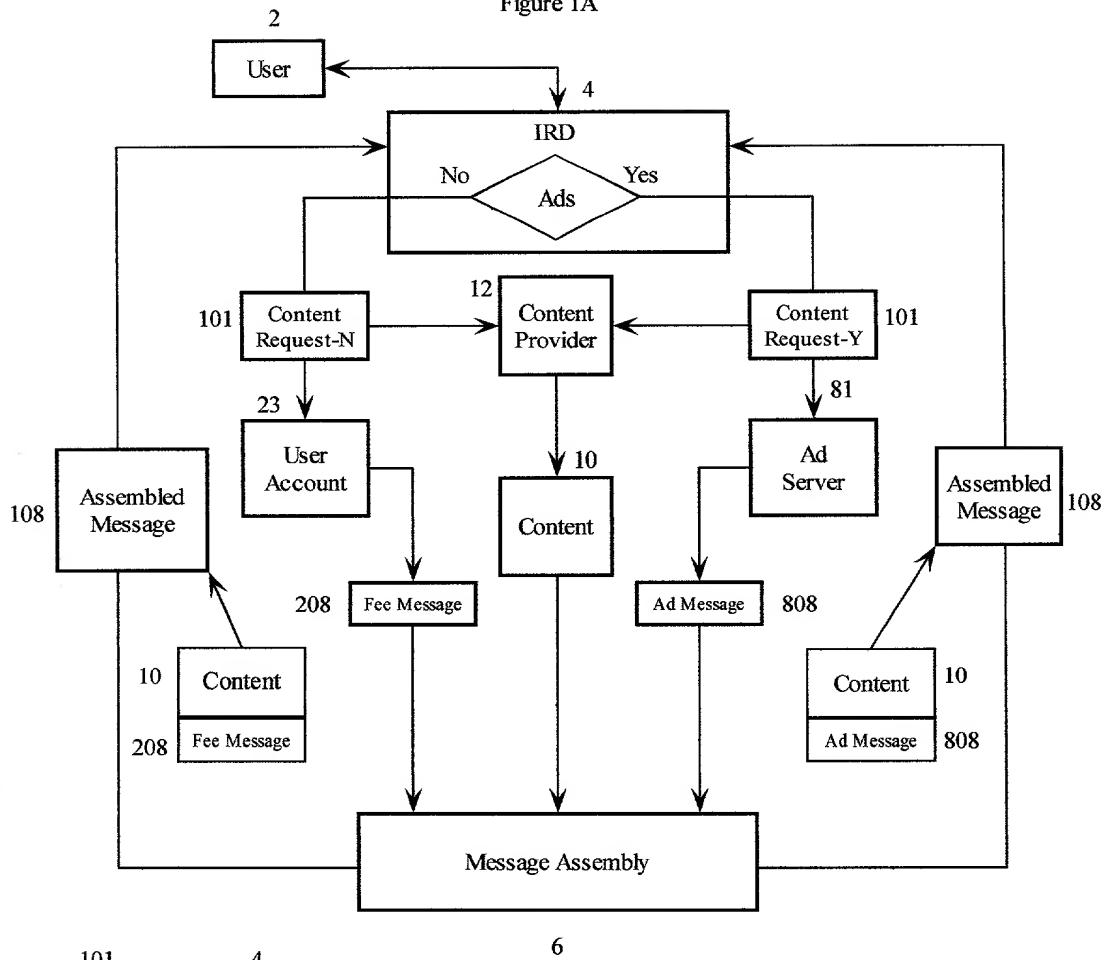 Figure 1A
2
User
4
IRD
No
Yes
Ads
12
101
Content
Request-N
Content
Provider
Content
Request-Y
101
23
81
User
Account
10
Ad
Server
108
Assembled
Message
Content
Assembled
Message
108
208
Fee Message
Ad Message
808
10
Content
Content
10
208
Fee Message
Ad Message
808
Message Assembly
6
101
4